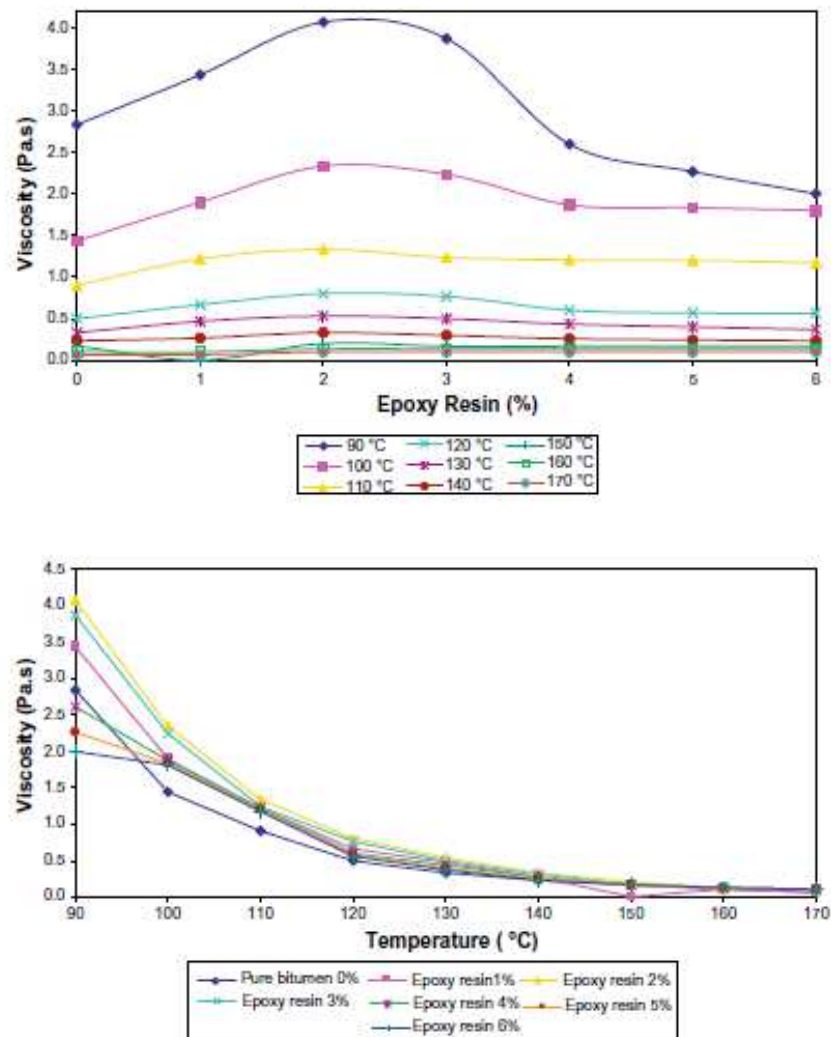 4.0
3.5
3.0
2.5
2.0
1.5
1.0
0.5
0.0
Viscosity (Pa.s)
0 1 2 3 4 5 6
Epoxy Resin (%)
90 °C 120 °C 150 °C
100 °C 130 °C 160 °C
110 °C 140 °C 170 °C
4.5
4.0
3.5
3.0
2.5
2.0
1.5
1.0
0.5
0.0
Viscosity (Pa.s)
90 100 110 120 130 140 150 160 170
Temperature ( °C)
Pure bitumen 0% Epoxy resin1% Epoxy resin 2%
Epoxy resin 3% Epoxy resin 4% Epoxy resin 5%
Epoxy resin 6%